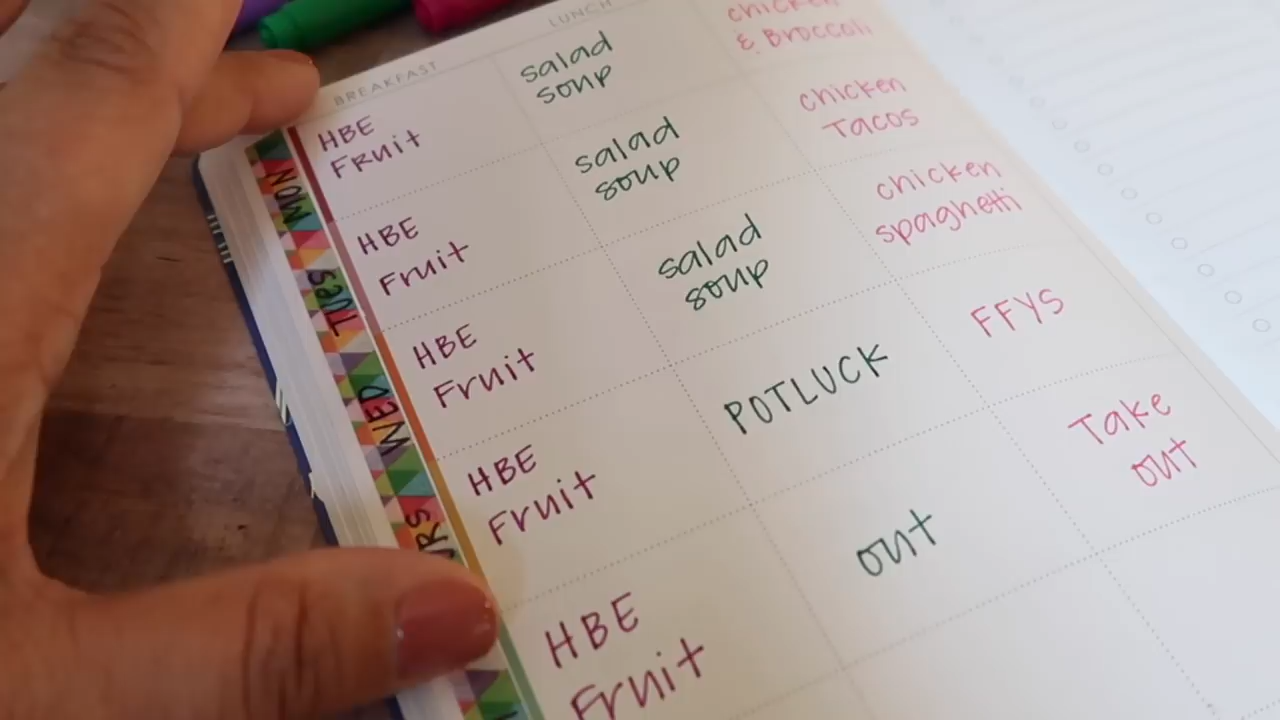 BREAKFAST
LUNCH
MON
HBE
Fruit
salad
soup
chicken
& Broccoli
TUES
HBE
Fruit
salad
soup
chicken
Tacos
WED
HBE
Fruit
salad
soup
chicken
spaghetti
URS
HBE
Fruit
POTLUCK
FFYS
HBE
Fruit
out
Take
out